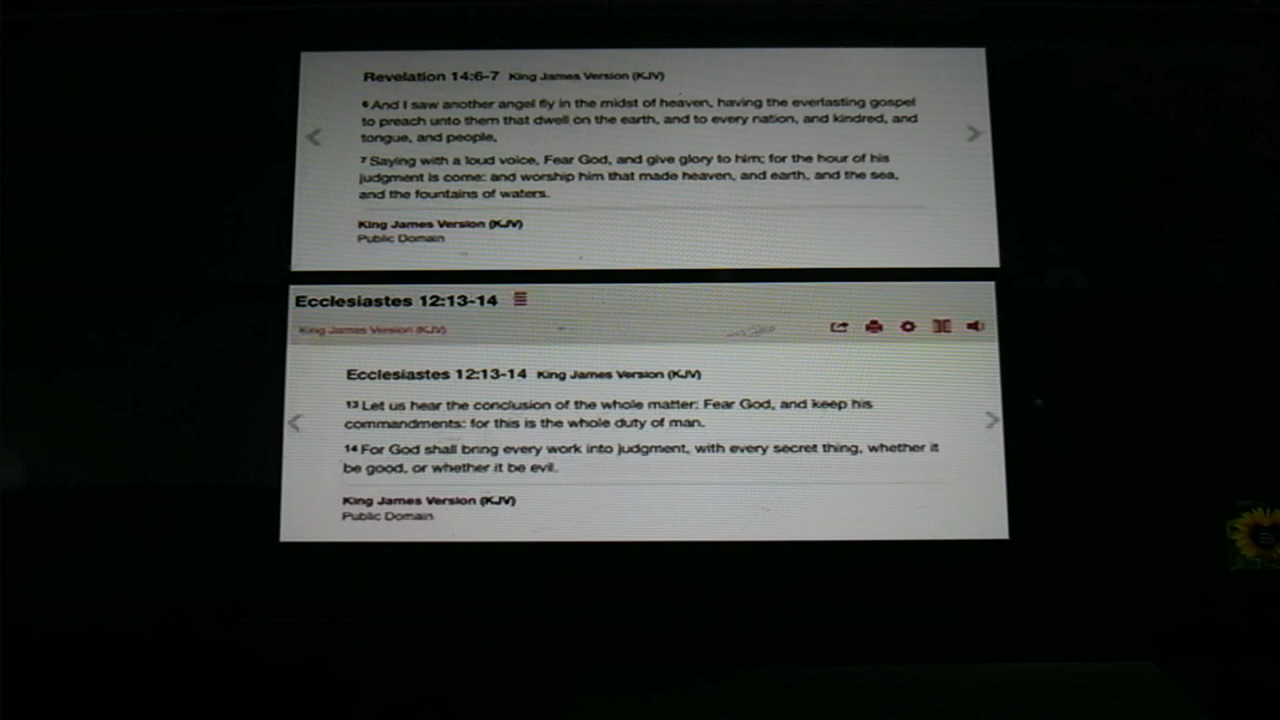 Revelation 14:6-7 King James Version (KJV)
6 And I saw another angel fly in the midst of heaven, having the everlasting gospel
to preach unto them that dwell on the earth, and to every nation, and kindred, and
tongue, and people,
7 Saying with a loud voice, Fear God, and give glory to him; for the hour of his
judgment is come: and worship him that made heaven, and earth, and the sea,
and the fountains of waters.
King James Version (KJV)
Public Domain
Ecclesiastes 12:13-14
King James Version (KJV)
Ecclesiastes 12:13-14 King James Version (KJV)
13 Let us hear the conclusion of the whole matter: Fear God, and keep his
commandments: for this is the whole duty of man.
14 For God shall bring every work into judgment, with every secret thing, whether it
be good, or whether it be evil.
King James Version (KJV)
Public Domain